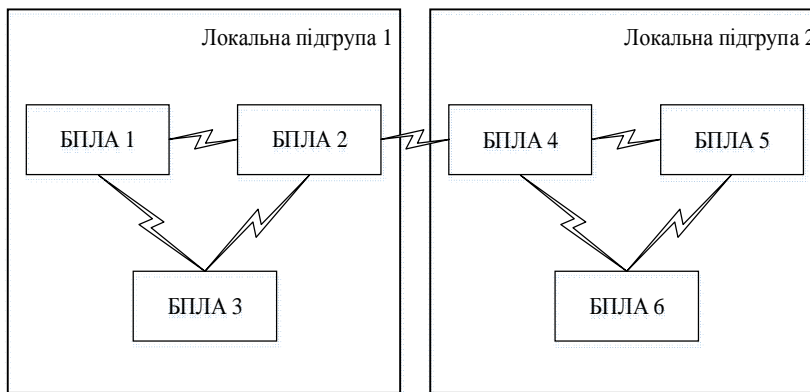 Локальна підгрупа 1
Локальна підгрупа 2
БПЛА 1
БПЛА 2
БПЛА 4
БПЛА 5
БПЛА 3
БПЛА 6